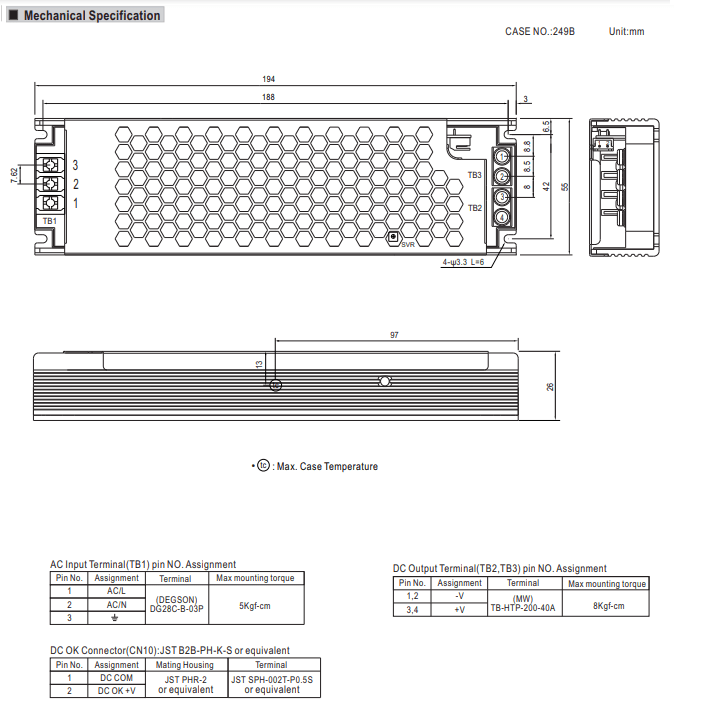 Mechanical Specification
CASE NO.:249B Unit:mm
194
188
3
6.5
8.8
8.5
8
42
55
7.62
3
2
1
TB1
TB3
TB2
1
2
3
4
SVR
4-ψ3.3 L=6
97
13
tc
26
• tc : Max. Case Temperature
AC Input Terminal(TB1) pin NO. Assignment
Pin No. Assignment Terminal Max mounting torque
1 AC/L (DEGSON) DG28C-B-03P 5Kgf-cm
2 AC/N
3 ⏚
DC Output Terminal(TB2,TB3) pin NO. Assignment
Pin No. Assignment Terminal Max mounting torque
1,2 -V (MW) TB-HTP-200-40A 8Kgf-cm
3,4 +V
DC OK Connector(CN10):JST B2B-PH-K-S or equivalent
Pin No. Assignment Mating Housing Terminal
1 DC COM JST PHR-2 or equivalent JST SPH-002T-P0.5S or equivalent
2 DC OK +V